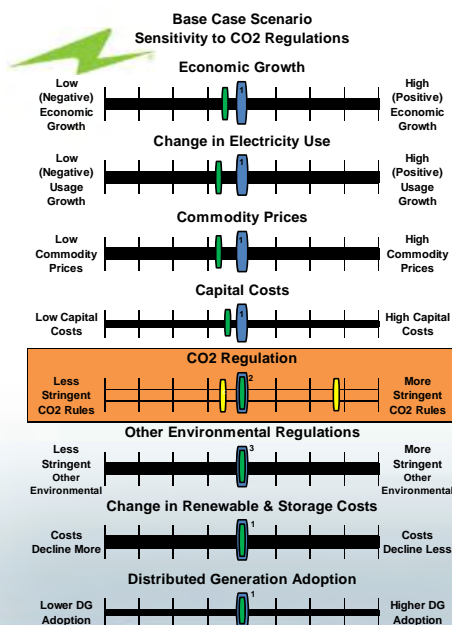 Base Case Scenario
Sensitivity to CO2 Regulations
Economic Growth
Low
(Negative)
Economic
Growth
1
High
(Positive)
Economic
Growth
Change in Electricity Use
Low
(Negative)
Usage
Growth
1
High
(Positive)
Usage
Growth
Commodity Prices
Low
Commodity
Prices
1
High
Commodity
Prices
Capital Costs
Low Capital
Costs
1
High Capital
Costs
CO2 Regulation
Less
Stringent
CO2 Rules
2
More
Stringent
CO2 Rules
Other Environmental Regulations
Less
Stringent
Other
Environmental
3
More
Stringent
Other
Environmental
Change in Renewable & Storage Costs
Costs
Decline More
1
Costs
Decline Less
Distributed Generation Adoption
Lower DG
Adoption
1
Higher DG
Adoption